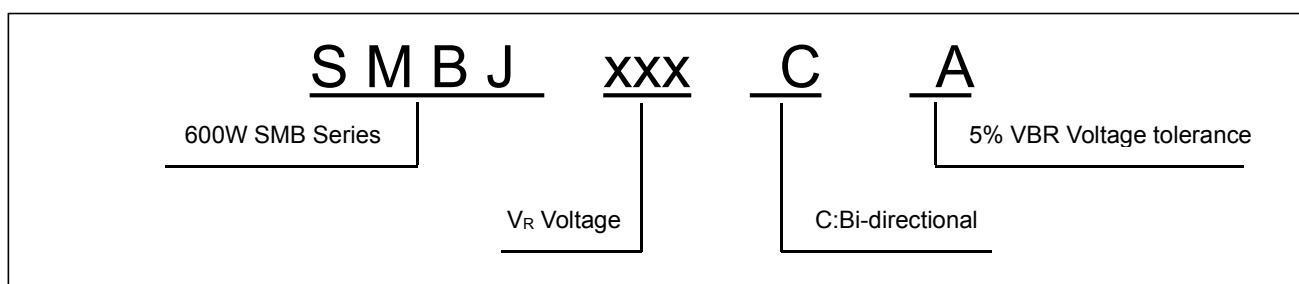 S M B J xxx C A
600W SMB Series
5% VBR Voltage tolerance
VR Voltage
C:Bi-directional